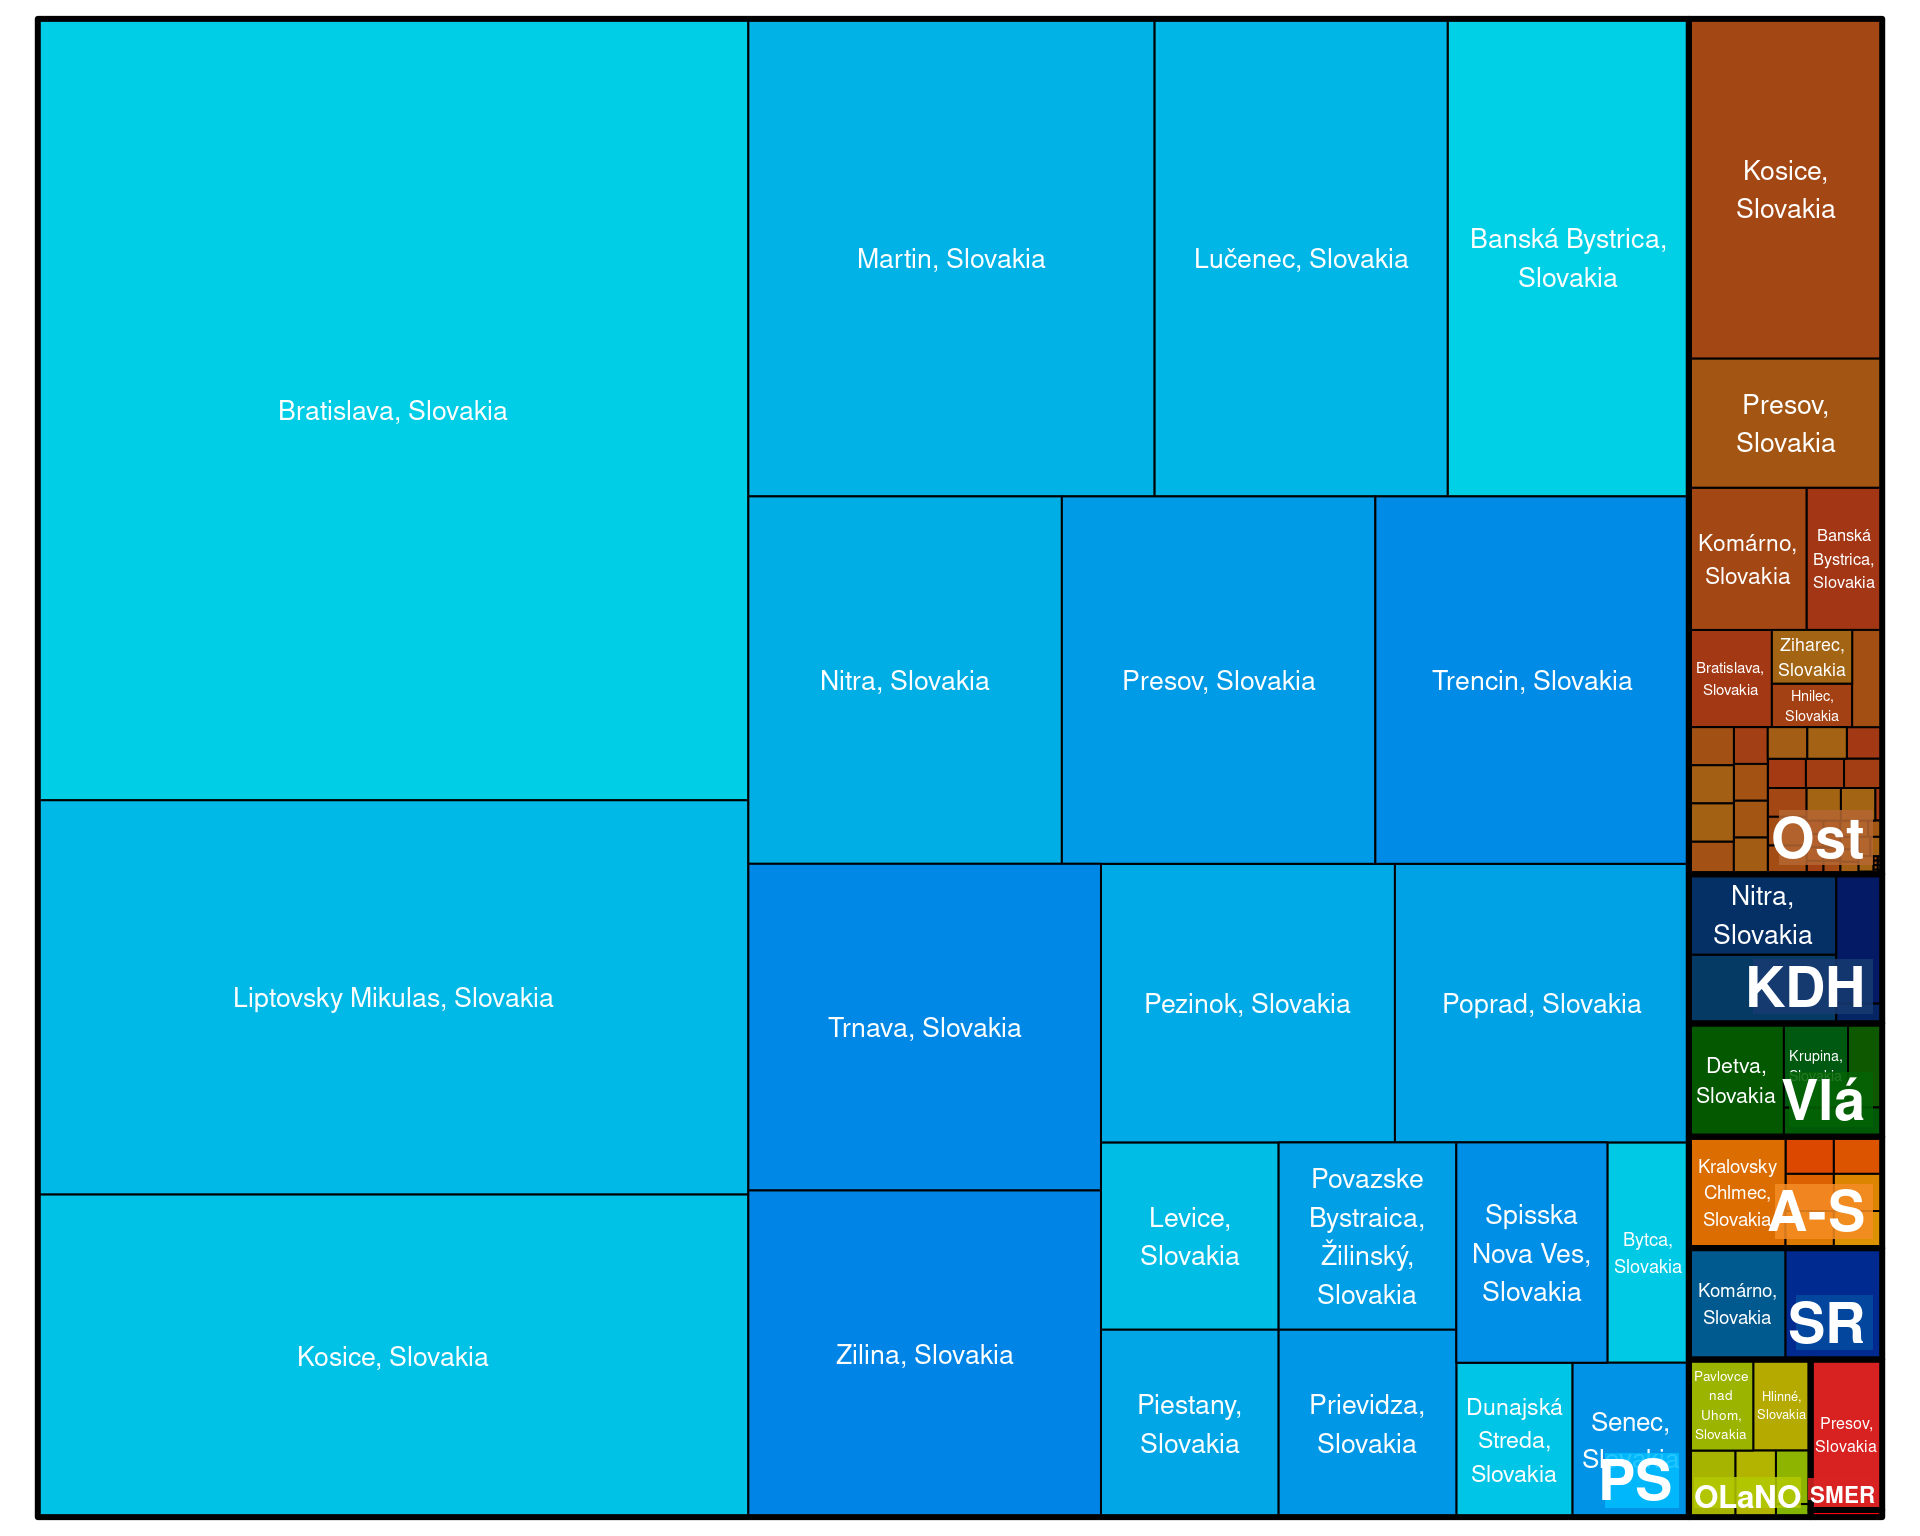 Bratislava, Slovakia
Liptovsky Mikulas, Slovakia
Kosice, Slovakia
Martin, Slovakia
Lučenec, Slovakia
Banská Bystrica,
Slovakia
Nitra, Slovakia
Presov, Slovakia
Trencin, Slovakia
Trnava, Slovakia
Zilina, Slovakia
Pezinok, Slovakia
Poprad, Slovakia
Levice,
Slovakia
Povazske
Bystraica,
Žilinský,
Slovakia
Spisska
Nova Ves,
Slovakia
Bytca,
Slovakia
Piestany,
Slovakia
Prievidza,
Slovakia
Dunajská
Streda,
Slovakia
Senec,
Slovakia
PS
Kosice,
Slovakia
Presov,
Slovakia
Komárno,
Slovakia
Banská
Bystrica,
Slovakia
Bratislava,
Slovakia
Ziharec,
Slovakia
Hnilec,
Slovakia
Ost
Nitra,
Slovakia
KDH
Detva,
Slovakia
Krupina,
Slovakia
Vlá
Kralovsky
Chlmec,
Slovakia
A-S
Komárno,
Slovakia
SR
Pavlovce
nad
Uhom,
Slovakia
Hlinné,
Slovakia
OLaNO
Presov,
Slovakia
SMER